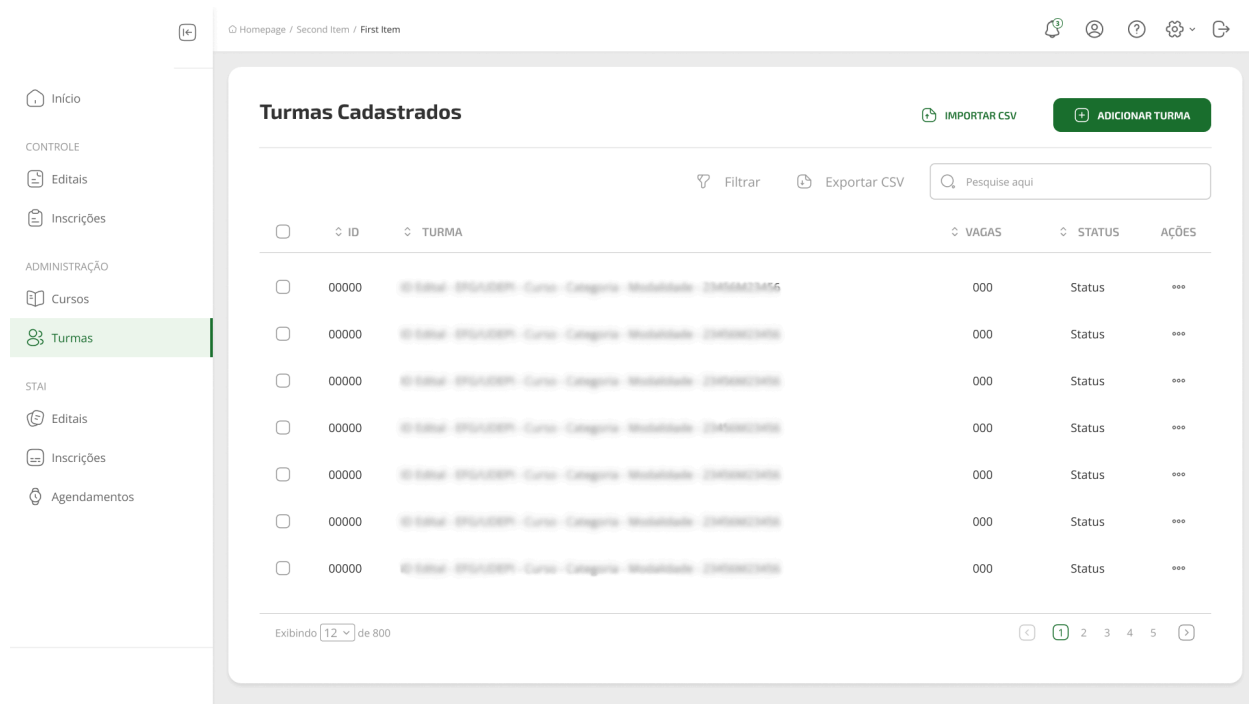 Homepage / Second Item / First Item
3
Início
CONTROLE
Editais
Inscrições
ADMINISTRAÇÃO
Cursos
Turmas
STAI
Editais
Inscrições
Agendamentos
Turmas Cadastrados
IMPORTAR CSV
ADICIONAR TURMA
Filtrar
Exportar CSV
Pesquise aqui
ID TURMA VAGAS STATUS AÇÕES
00000 000 Status
00000 000 Status
00000 000 Status
00000 000 Status
00000 000 Status
00000 000 Status
00000 000 Status
Exibindo 12 de 800
1 2 3 4 5